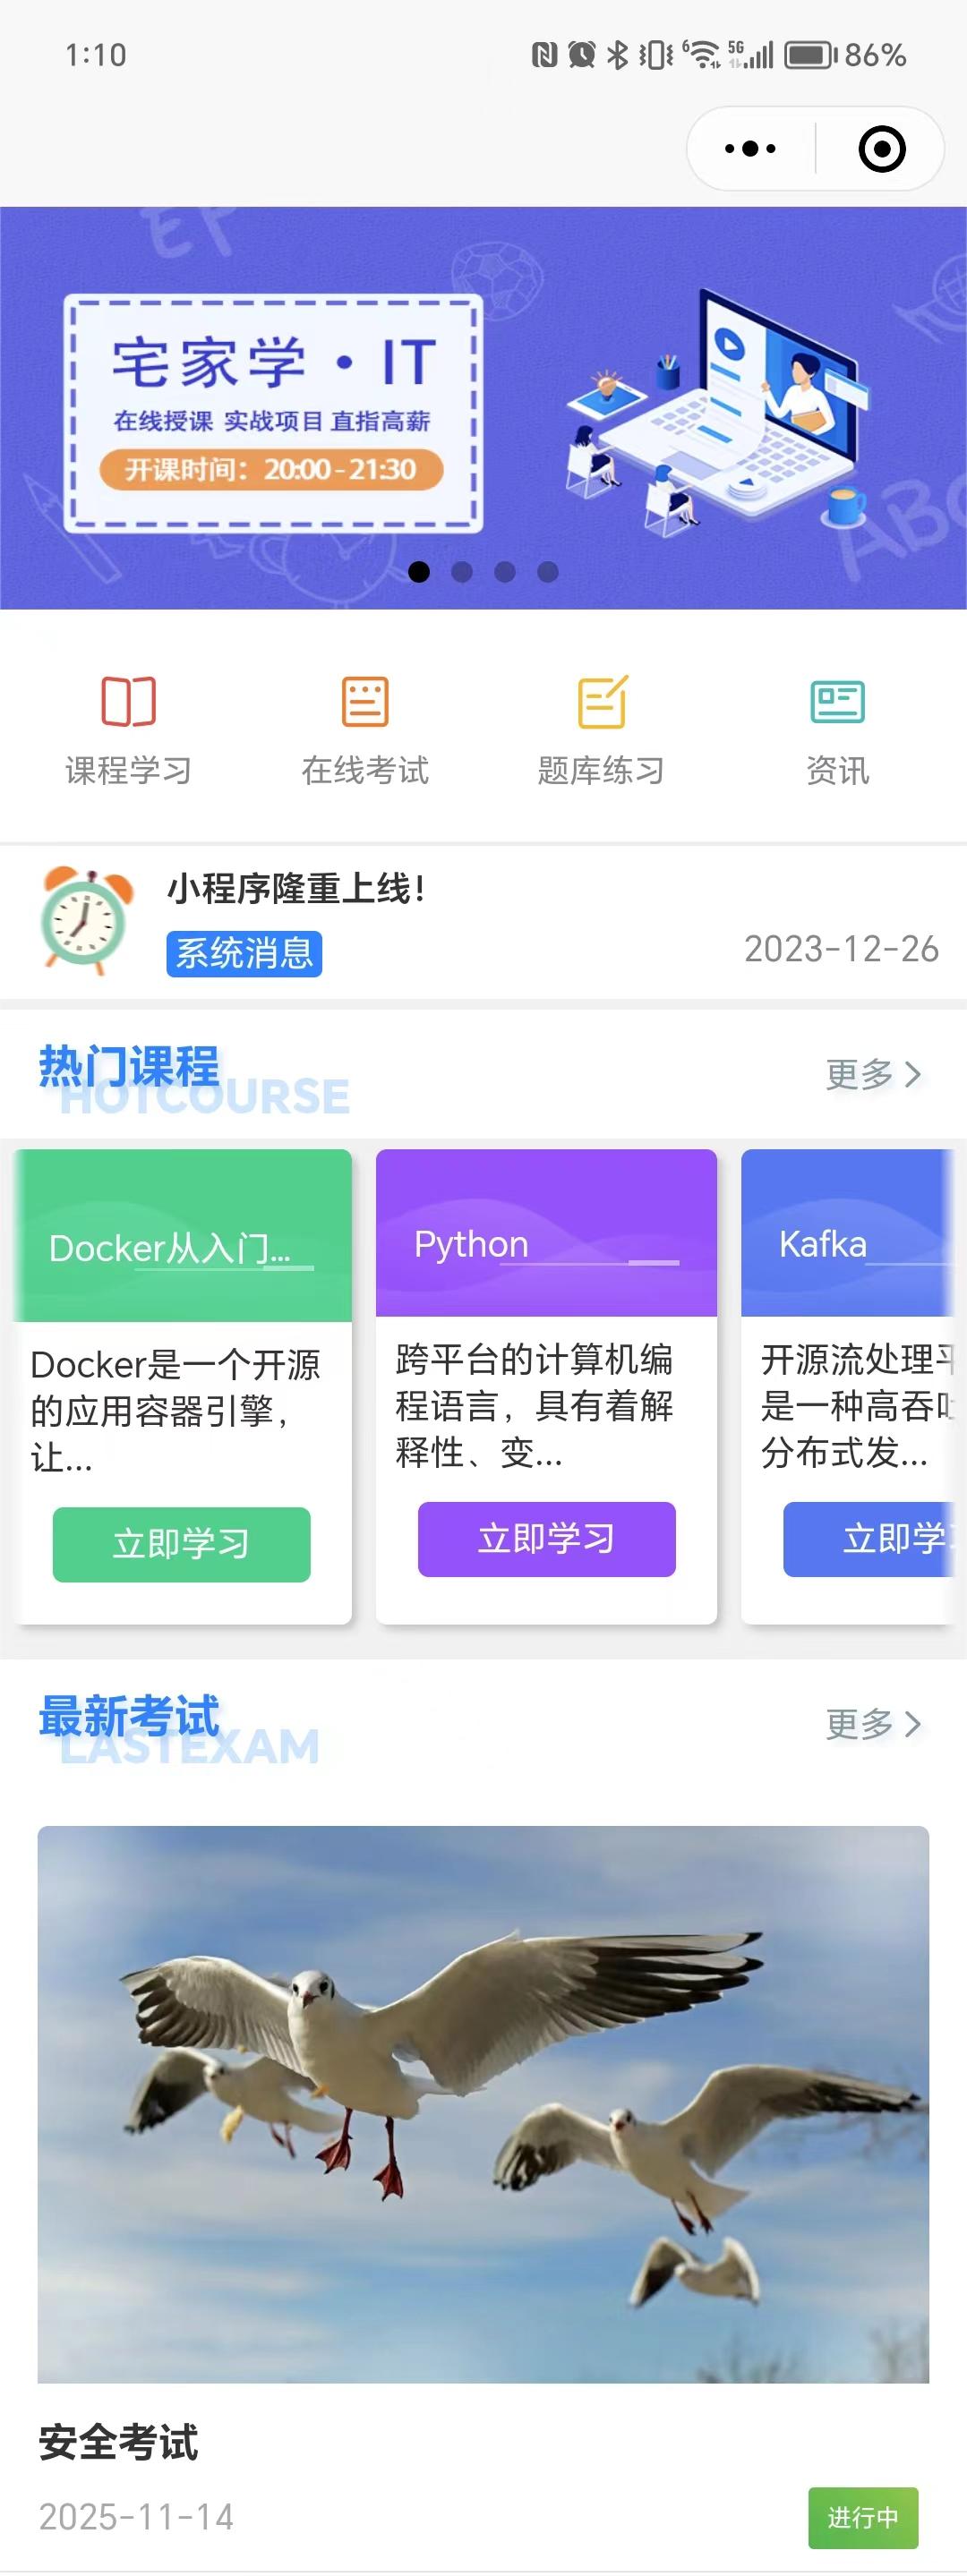 1:10
6
5G
86%
EF
宅家学·IT
在线授课 实战项目 直指高薪
开课时间：20:00 - 21:30
ABC
课程学习
在线考试
题库练习
资讯
小程序隆重上线！
系统消息
2023-12-26
热门课程
HOTCOURSE
更多
Docker从入门...
Docker是一个开源
的应用容器引擎，
让...
立即学习
Python
跨平台的计算机编
程语言，具有着解
释性、变...
立即学习
Kafka
开源流处理平
是一种高吞吐
分布式发...
立即学习
最新考试
LASTEXAM
更多
安全考试
2025-11-14
进行中